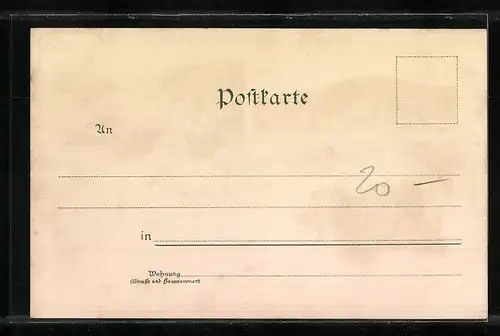 Postkarte
An
20 —
in
Wohnung
(Strasse und Hausnummer)